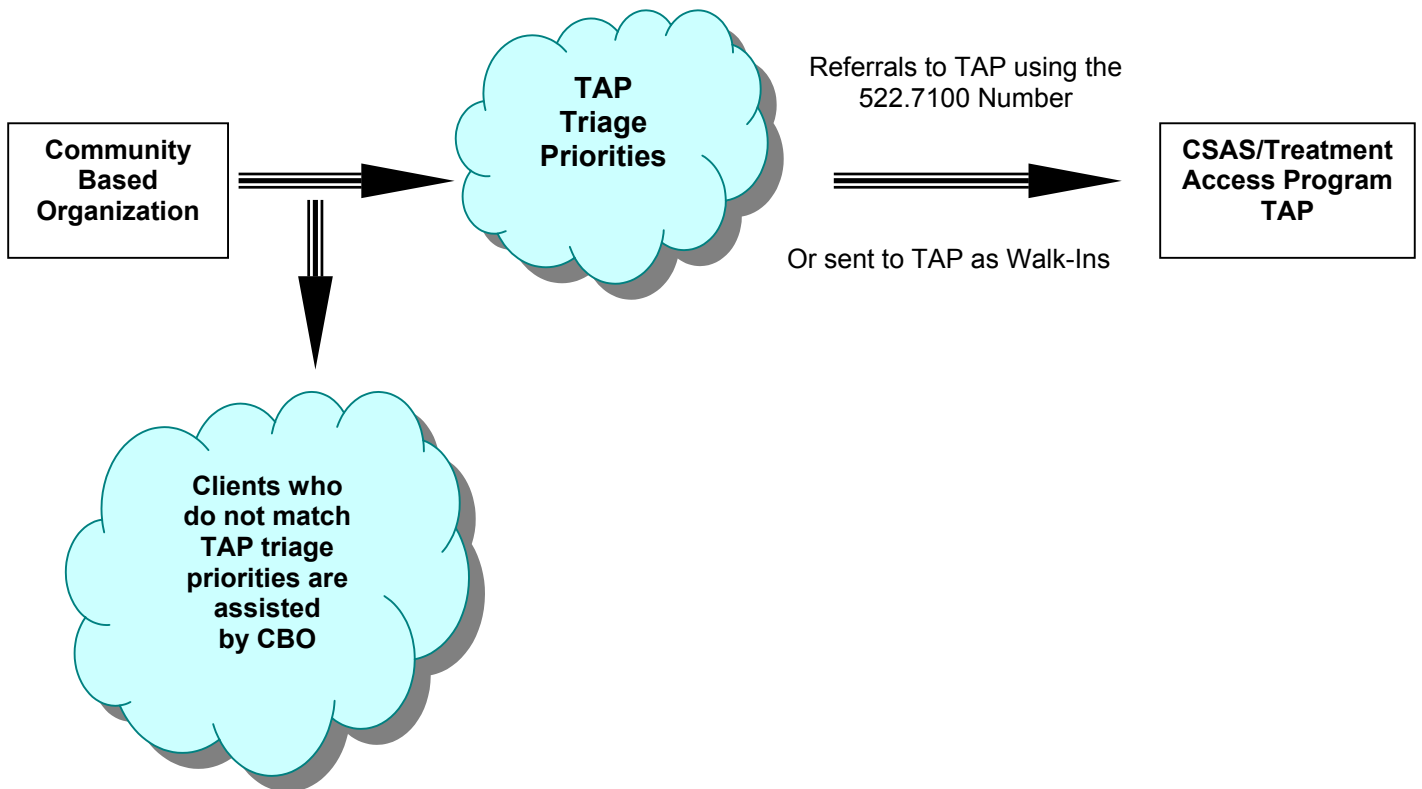 Community
Based
Organization
TAP
Triage
Priorities
Referrals to TAP using the
522.7100 Number
Or sent to TAP as Walk-Ins
CSAS/Treatment
Access Program
TAP
Clients who
do not match
TAP triage
priorities are
assisted
by CBO